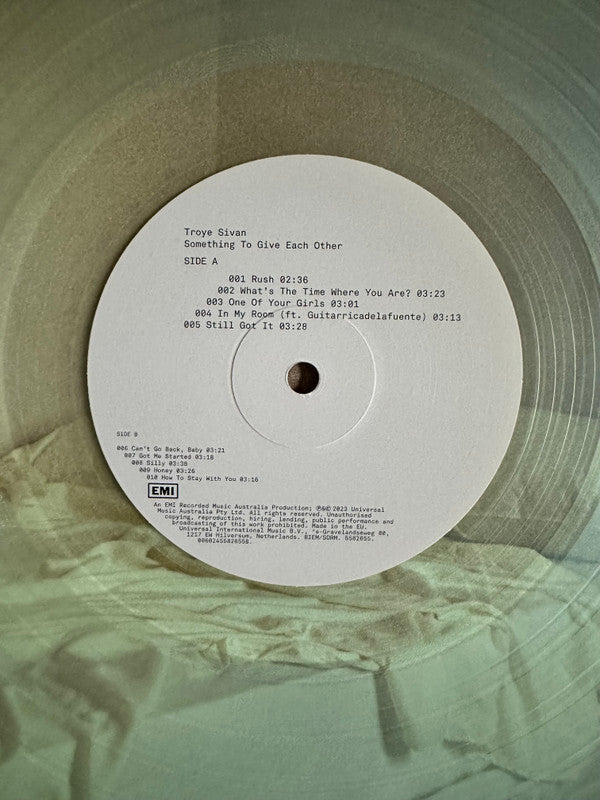 Troye Sivan
Something To Give Each Other
SIDE A
001 Rush 02:36
002 What's The Time Where You Are? 03:23
003 One Of Your Girls 03:01
004 In My Room (ft. Guitarricadelafuente) 03:13
005 Still Got It 03:28
SIDE B
006 Can't Go Back, Baby 03:21
007 Got Me Started 03:18
008 Silly 03:38
009 Honey 03:26
010 How To Stay With You 03:16
EMI
An EMI Recorded Music Australia Production; ℗&© 2023 Universal
Music Australia Pty Ltd. All rights reserved. Unauthorised
copying, reproduction, hiring, lending, public performance and
broadcasting of this work prohibited. Made in the EU.
Universal International Music B.V., 's-Gravelandseweg 80,
1217 EW Hilversum, Netherlands. BIEM/SDRM. 5582655.
00602455826558.